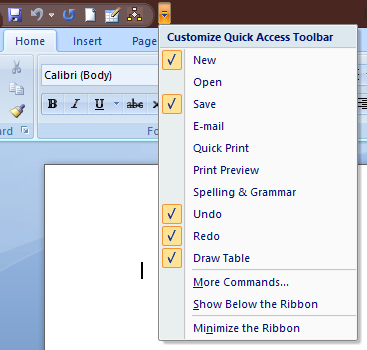 Customize Quick Access Toolbar
Home Insert Page
New
Open
Calibri (Body)
Save
B I U abc x
E-mail
rd Fo
Quick Print
Print Preview
Spelling & Grammar
Undo
Redo
Draw Table
More Commands...
Show Below the Ribbon
Minimize the Ribbon